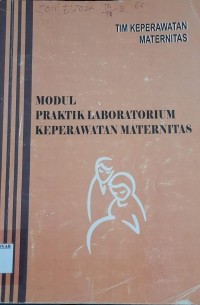 TIM KEPERAWATAN
MATERNITAS
MODUL
PRAKTIK LABORATORIUM
KEPERAWATAN MATERNITAS